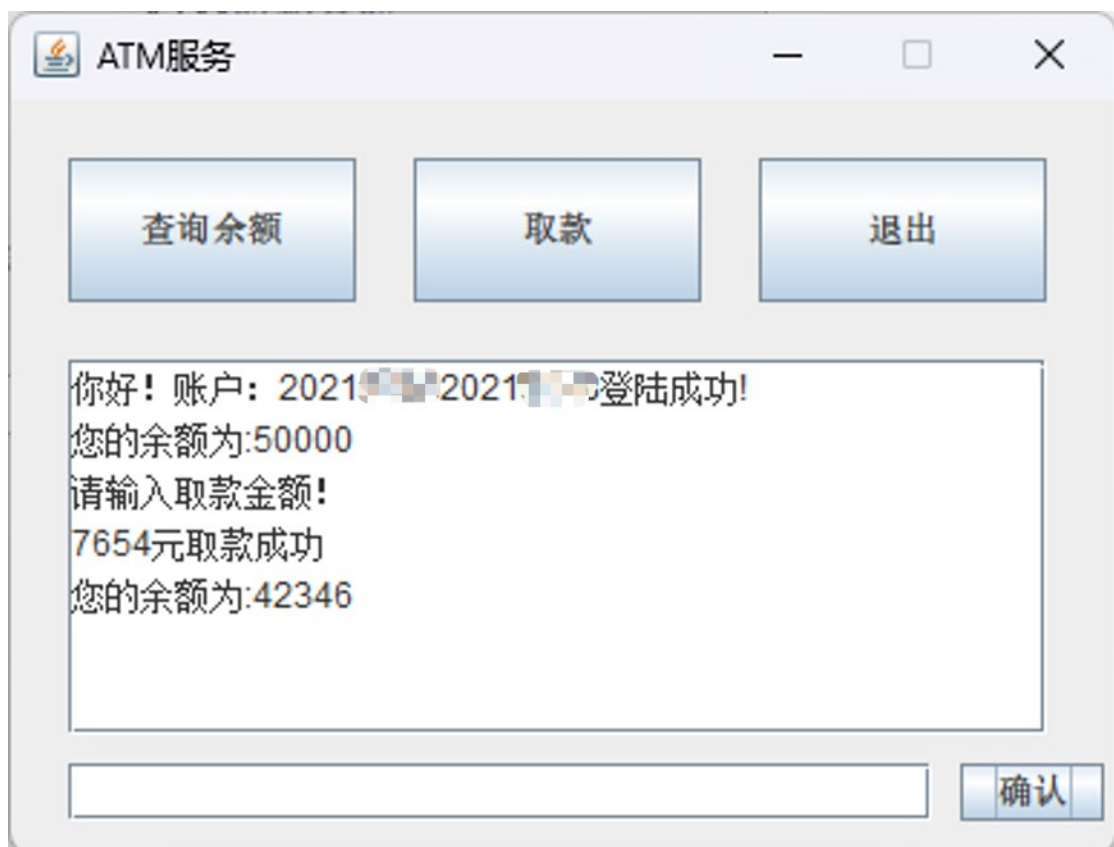 ATM服务
查询余额
取款
退出
你好！账户：2021 2021 登陆成功!
您的余额为:50000
请输入取款金额！
7654元取款成功
您的余额为:42346
确认